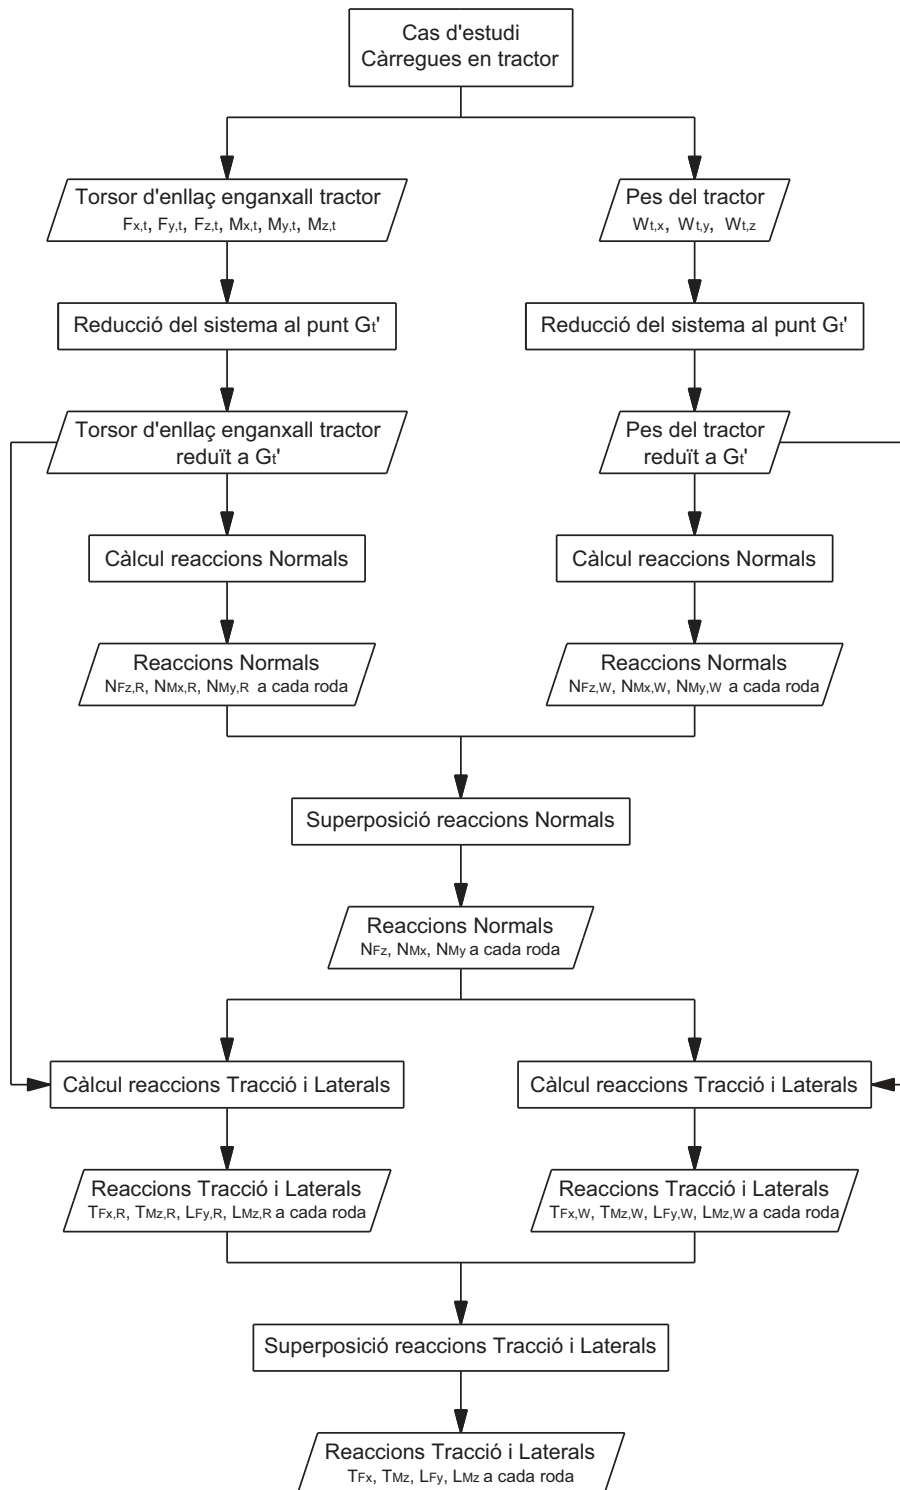 Cas d'estudi
Càrregues en tractor
Torsor d'enllaç enganxall tractor
Fx,t, Fy,t, Fz,t, Mx,t, My,t, Mz,t
Pes del tractor
Wt,x, Wt,y, Wt,z
Reducció del sistema al punt Gt'
Reducció del sistema al punt Gt'
Torsor d'enllaç enganxall tractor
reduït a Gt'
Pes del tractor
reduït a Gt'
Càlcul reaccions Normals
Càlcul reaccions Normals
Reaccions Normals
NFz,R, NMx,R, NMy,R a cada roda
Reaccions Normals
NFz,W, NMx,W, NMy,W a cada roda
Superposició reaccions Normals
Reaccions Normals
NFz, NMx, NMy a cada roda
Càlcul reaccions Tracció i Laterals
Càlcul reaccions Tracció i Laterals
Reaccions Tracció i Laterals
TFx,R, TMz,R, LFy,R, LMz,R a cada roda
Reaccions Tracció i Laterals
TFx,W, TMz,W, LFy,W, LMz,W a cada roda
Superposició reaccions Tracció i Laterals
Reaccions Tracció i Laterals
TFx, TMz, LFy, LMz a cada roda